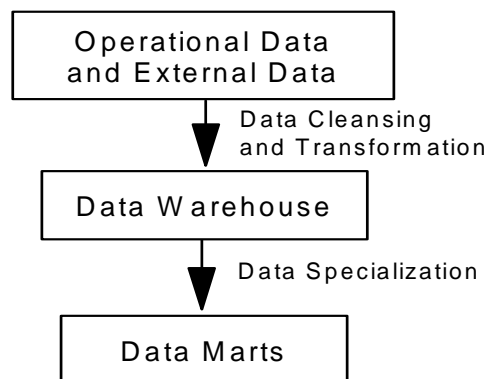 Operational Data
and External Data
Data Cleansing
and Transformation
Data Warehouse
Data Specialization
Data Marts